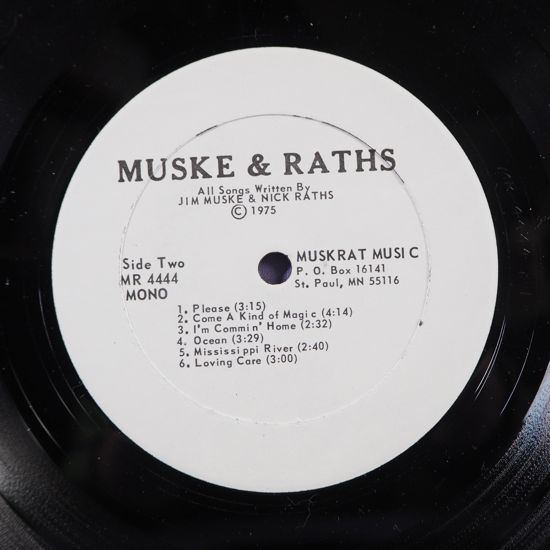 MUSKE & RATHS
All Songs Written By
JIM MUSKE & NICK RATHS
© 1975
Side Two
MR 4444
MONO
MUSKRAT MUSIC
P. O. Box 16141
St. Paul, MN 55116
1. Please (3:15)
2. Come A Kind of Magic (4:14)
3. I'm Commin' Home (2:32)
4. Ocean (3:29)
5. Mississippi River (2:40)
6. Loving Care (3:00)